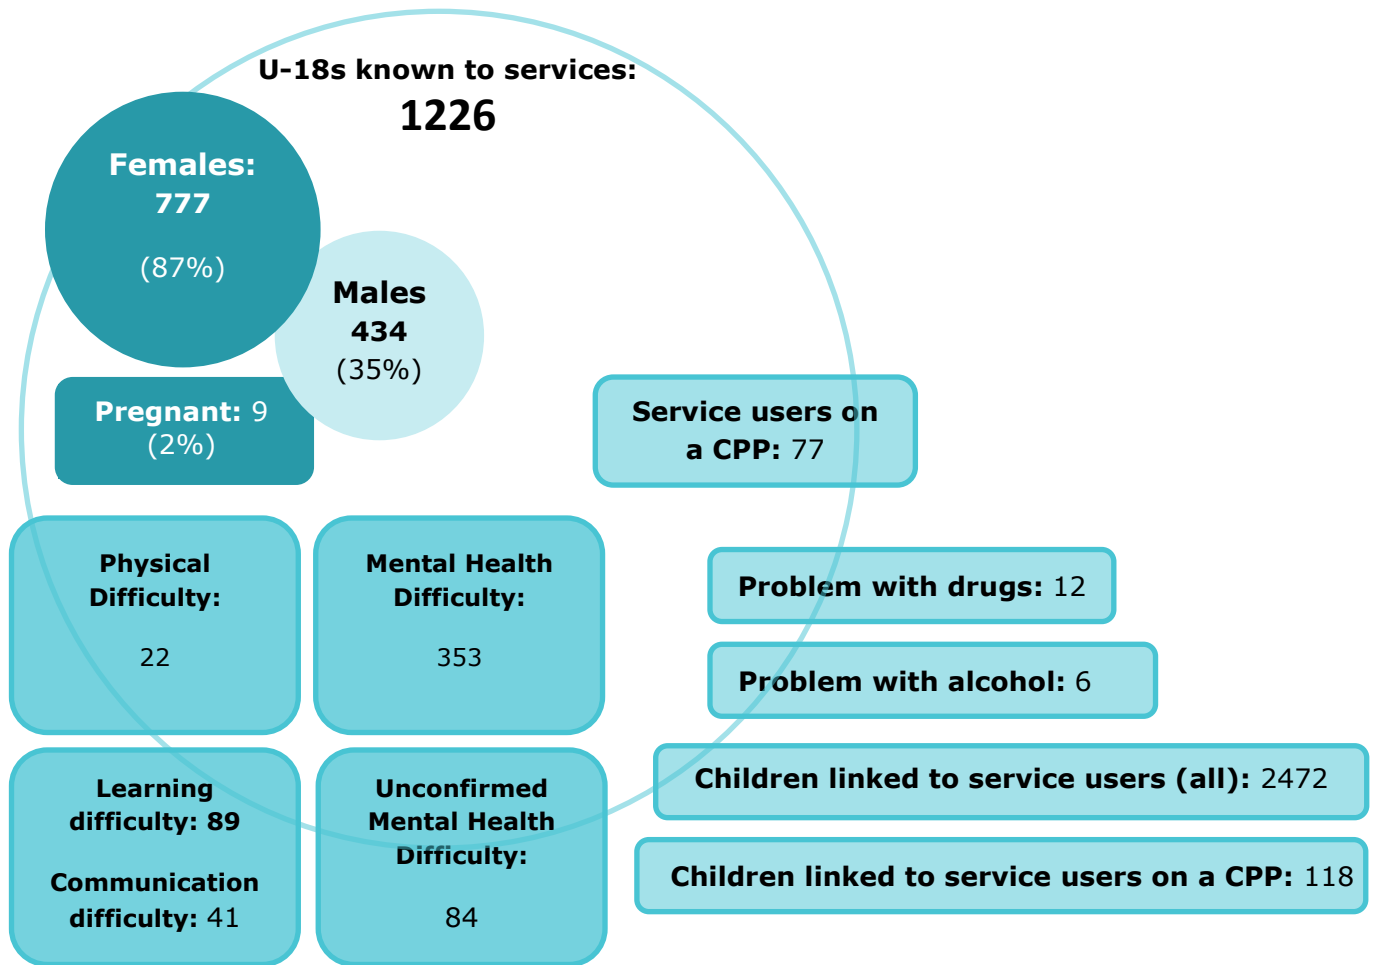 U-18s known to services:
1226
Females:
777
(87%)
Males
434
(35%)
Pregnant: 9
(2%)
Service users on
a CPP: 77
Physical
Difficulty:
22
Mental Health
Difficulty:
353
Problem with drugs: 12
Problem with alcohol: 6
Learning
difficulty: 89
Communication
difficulty: 41
Unconfirmed
Mental Health
Difficulty:
84
Children linked to service users (all): 2472
Children linked to service users on a CPP: 118